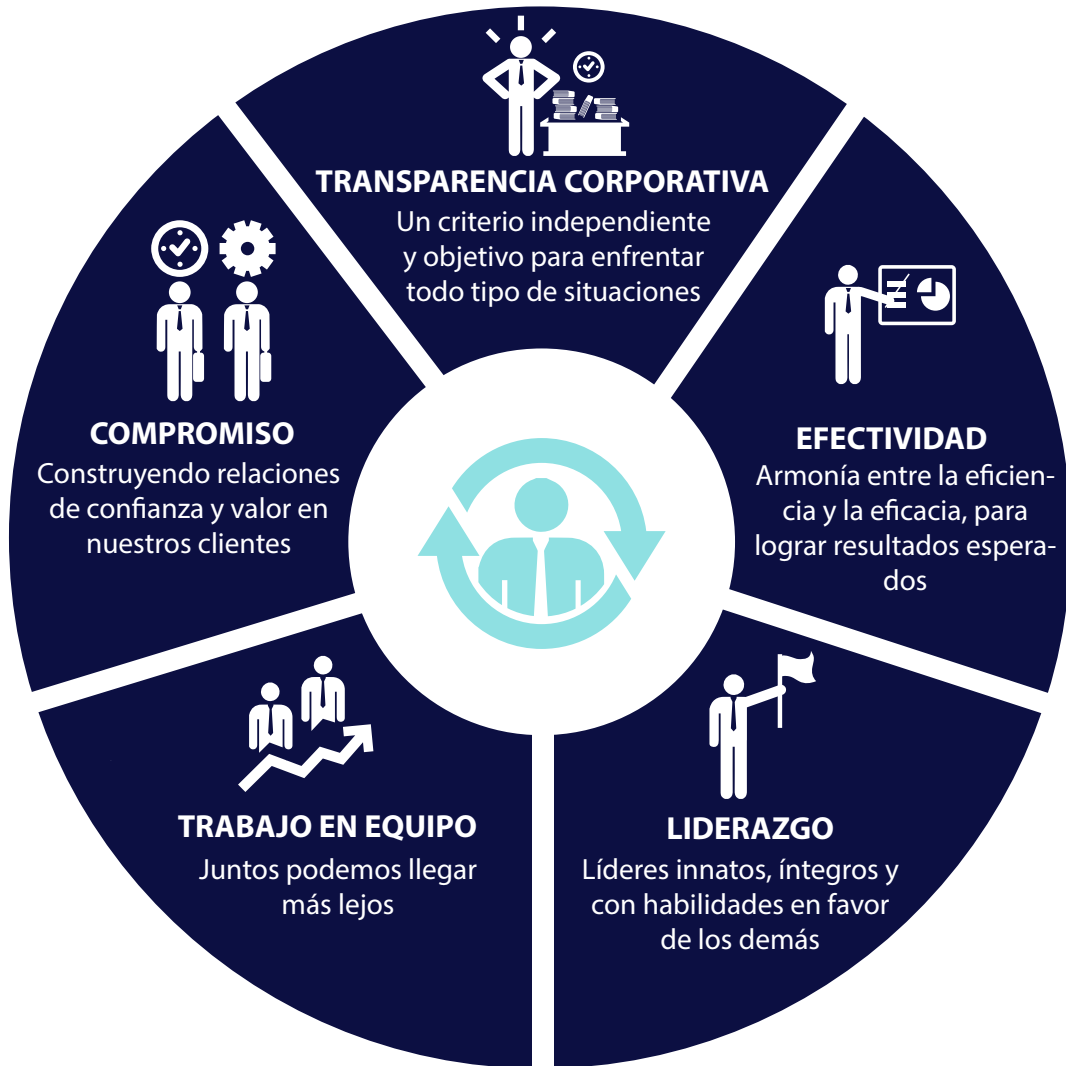 TRANSPARENCIA CORPORATIVA
Un criterio independiente
y objetivo para enfrentar
todo tipo de situaciones
EFECTIVIDAD
Armonía entre la eficien-
cia y la eficacia, para
lograr resultados espera-
dos
LIDERAZGO
Líderes innatos, íntegros y
con habilidades en favor
de los demás
TRABAJO EN EQUIPO
Juntos podemos llegar
más lejos
COMPROMISO
Construyendo relaciones
de confianza y valor en
nuestros clientes